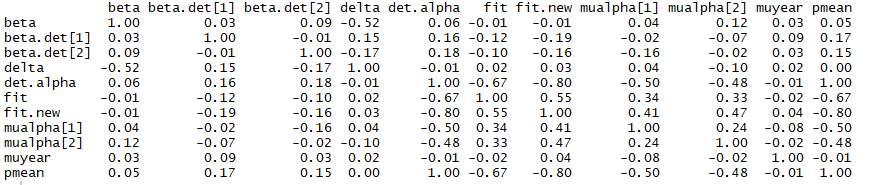 beta beta.det[1] beta.det[2] delta det.alpha fit fit.new mualpha[1] mualpha[2] muyear pmean
beta 1.00 0.03 0.09 -0.52 0.06 -0.01 -0.01 0.04 0.12 0.03 0.05
beta.det[1] 0.03 1.00 -0.01 0.15 0.16 -0.12 -0.19 -0.02 -0.07 0.09 0.17
beta.det[2] 0.09 -0.01 1.00 -0.17 0.18 -0.10 -0.16 -0.16 -0.02 0.03 0.15
delta -0.52 0.15 -0.17 1.00 -0.01 0.02 0.03 0.04 -0.10 0.02 0.00
det.alpha 0.06 0.16 0.18 -0.01 1.00 -0.67 -0.80 -0.50 -0.48 -0.01 1.00
fit -0.01 -0.12 -0.10 0.02 -0.67 1.00 0.55 0.34 0.33 -0.02 -0.67
fit.new -0.01 -0.19 -0.16 0.03 -0.80 0.55 1.00 0.41 0.47 0.04 -0.80
mualpha[1] 0.04 -0.02 -0.16 0.04 -0.50 0.34 0.41 1.00 0.24 -0.08 -0.50
mualpha[2] 0.12 -0.07 -0.02 -0.10 -0.48 0.33 0.47 0.24 1.00 -0.02 -0.48
muyear 0.03 0.09 0.03 0.02 -0.01 -0.02 0.04 -0.08 -0.02 1.00 -0.01
pmean 0.05 0.17 0.15 0.00 1.00 -0.67 -0.80 -0.50 -0.48 -0.01 1.00